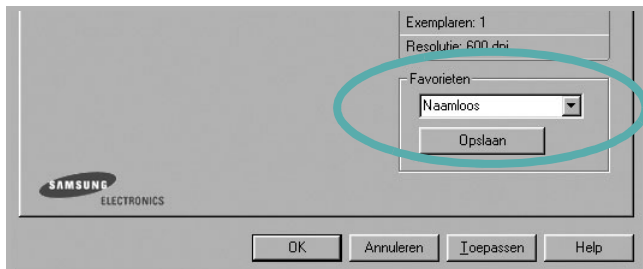 Exemplaren: 1
Resolutie: 600 dpi
Favorieten
Naamloos
Opslaan
SAMSUNG
ELECTRONICS
OK Annuleren Toepassen Help